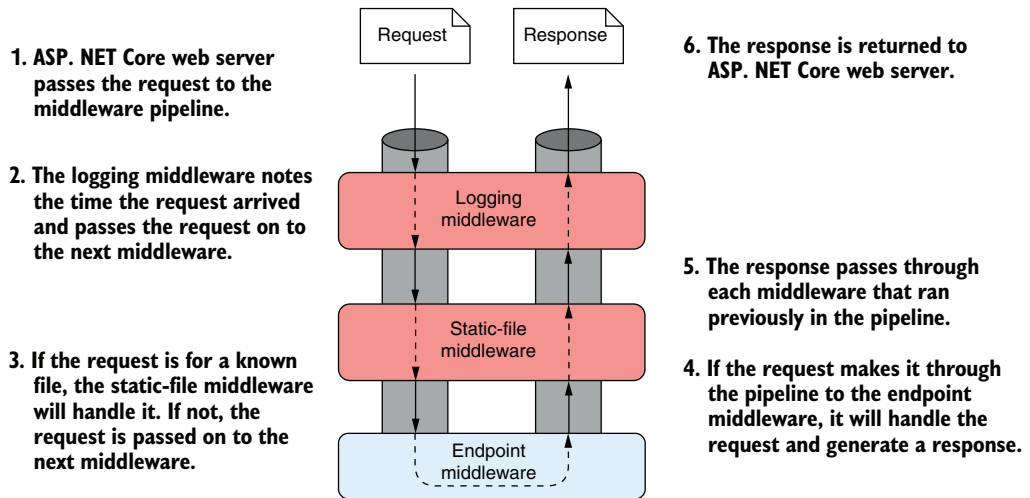 Request
Response
1. ASP. NET Core web server
passes the request to the
middleware pipeline.
2. The logging middleware notes
the time the request arrived
and passes the request on to
the next middleware.
3. If the request is for a known
file, the static-file middleware
will handle it. If not, the
request is passed on to the
next middleware.
Logging
middleware
Static-file
middleware
Endpoint
middleware
6. The response is returned to
ASP. NET Core web server.
5. The response passes through
each middleware that ran
previously in the pipeline.
4. If the request makes it through
the pipeline to the endpoint
middleware, it will handle the
request and generate a response.